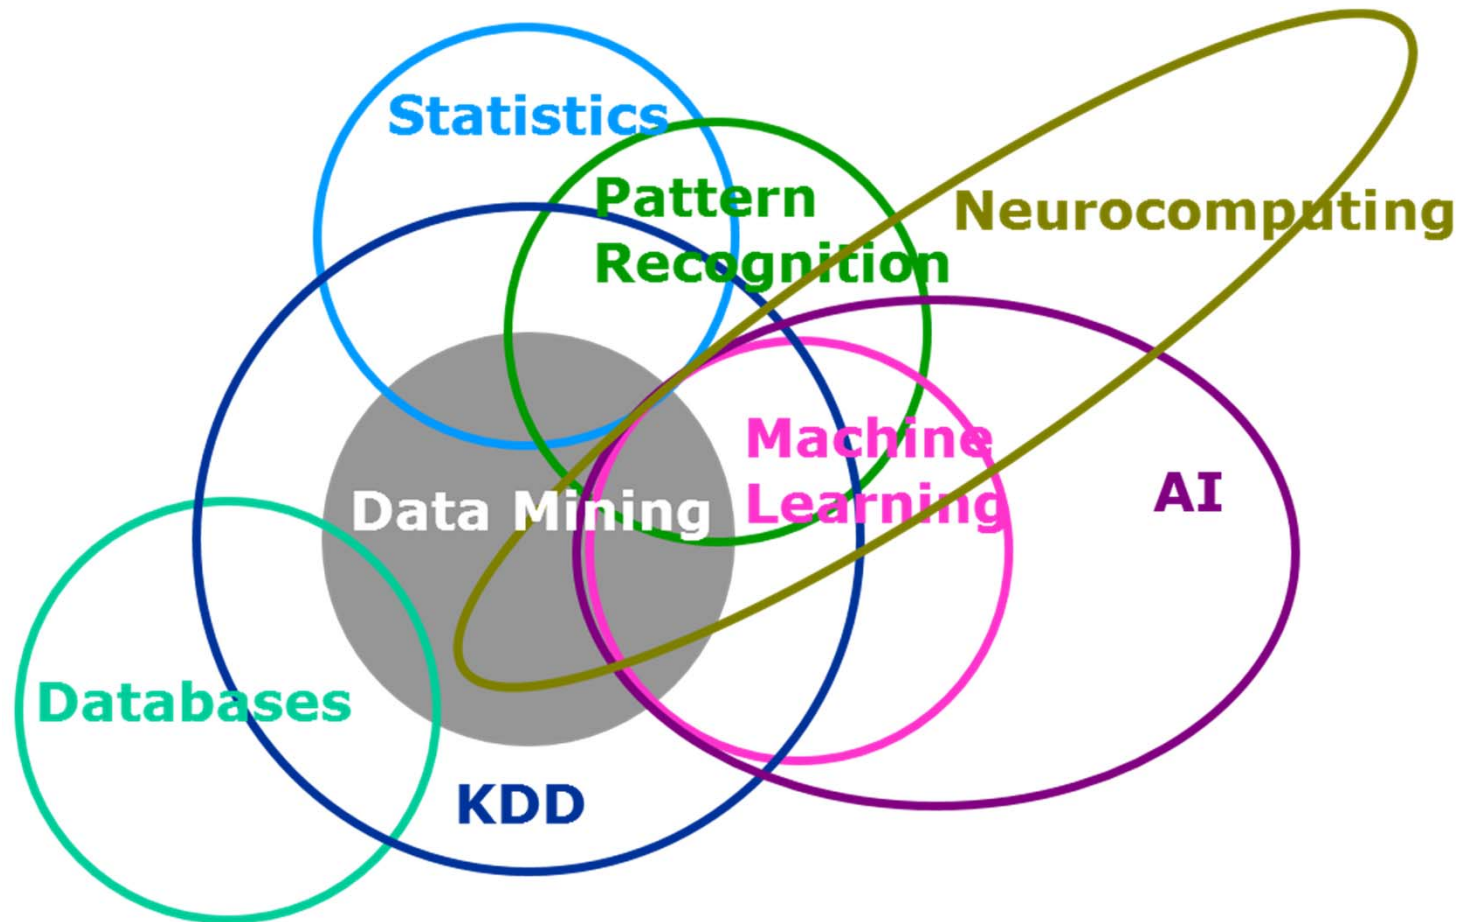 Statistics
Pattern
Recognition
Neurocomputing
Machine
Learning
AI
Data Mining
Databases
KDD